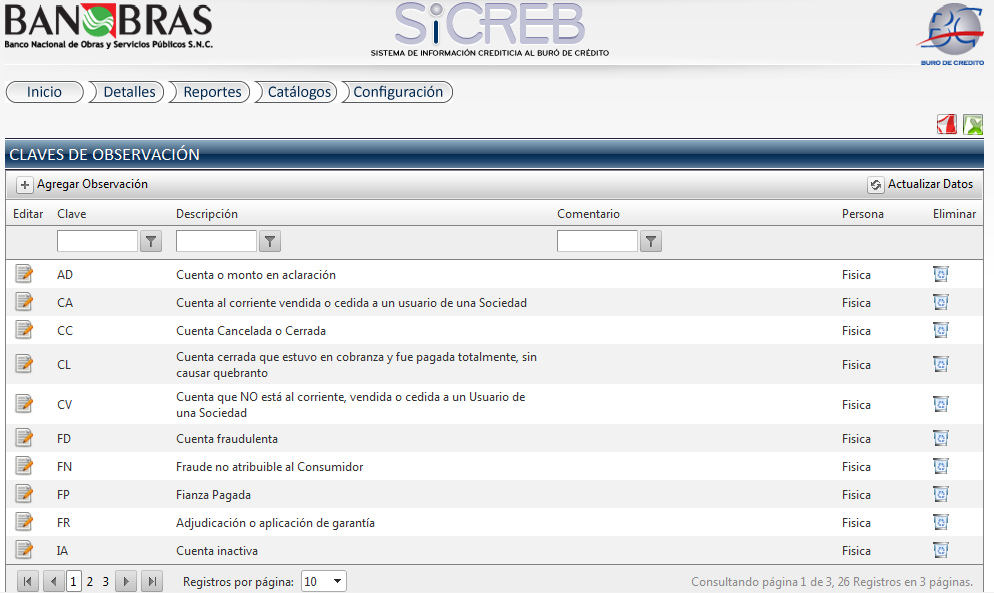 BANOBRAS
Banco Nacional de Obras y Servicios Públicos S.N.C.
SiCREB
SISTEMA DE INFORMACIÓN CREDITICIA AL BURÓ DE CRÉDITO
BC
BURO DE CREDITO
Inicio Detalles Reportes Catálogos Configuración
CLAVES DE OBSERVACIÓN
Agregar Observación Actualizar Datos
Editar Clave Descripción Comentario Persona Eliminar
AD Cuenta o monto en aclaración Fisica
CA Cuenta al corriente vendida o cedida a un usuario de una Sociedad Fisica
CC Cuenta Cancelada o Cerrada Fisica
CL Cuenta cerrada que estuvo en cobranza y fue pagada totalmente, sin Fisica
causar quebranto
CV Cuenta que NO está al corriente, vendida o cedida a un Usuario de Fisica
una Sociedad
FD Cuenta fraudulenta Fisica
FN Fraude no atribuible al Consumidor Fisica
FP Fianza Pagada Fisica
FR Adjudicación o aplicación de garantía Fisica
IA Cuenta inactiva Fisica
1 2 3 Registros por página: 10 Consultando página 1 de 3, 26 Registros en 3 páginas.